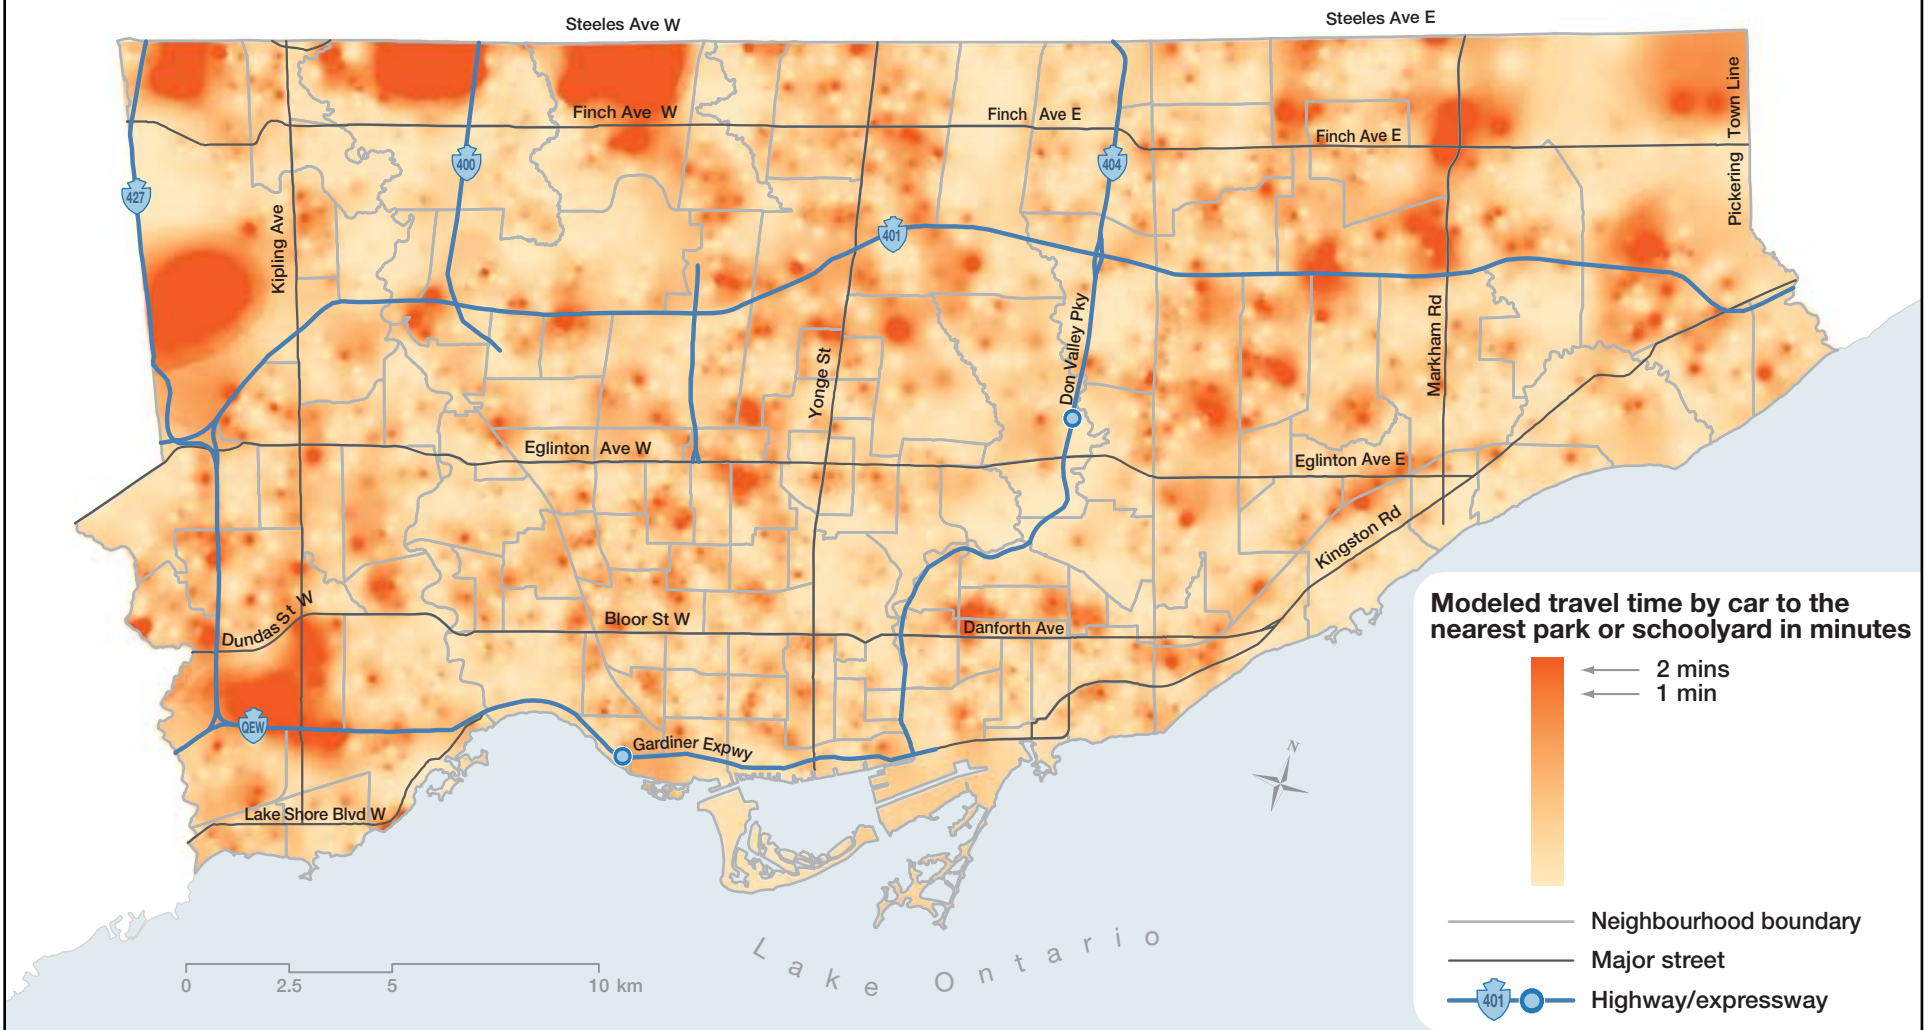 Steeles Ave W
Steeles Ave E
Finch Ave W
Finch Ave E
Finch Ave E
Pickering Town Line
427
400
404
401
Kipling Ave
Yonge St
Don Valley Pky
Markham Rd
Eglinton Ave W
Eglinton Ave E
Kingston Rd
Dundas St W
Bloor St W
Danforth Ave
QEW
Gardiner Expwy
Lake Shore Blvd W
N
Lake Ontario
0 2.5 5 10 km
Modeled travel time by car to the
nearest park or schoolyard in minutes
2 mins
1 min
Neighbourhood boundary
Major street
401 Highway/expressway